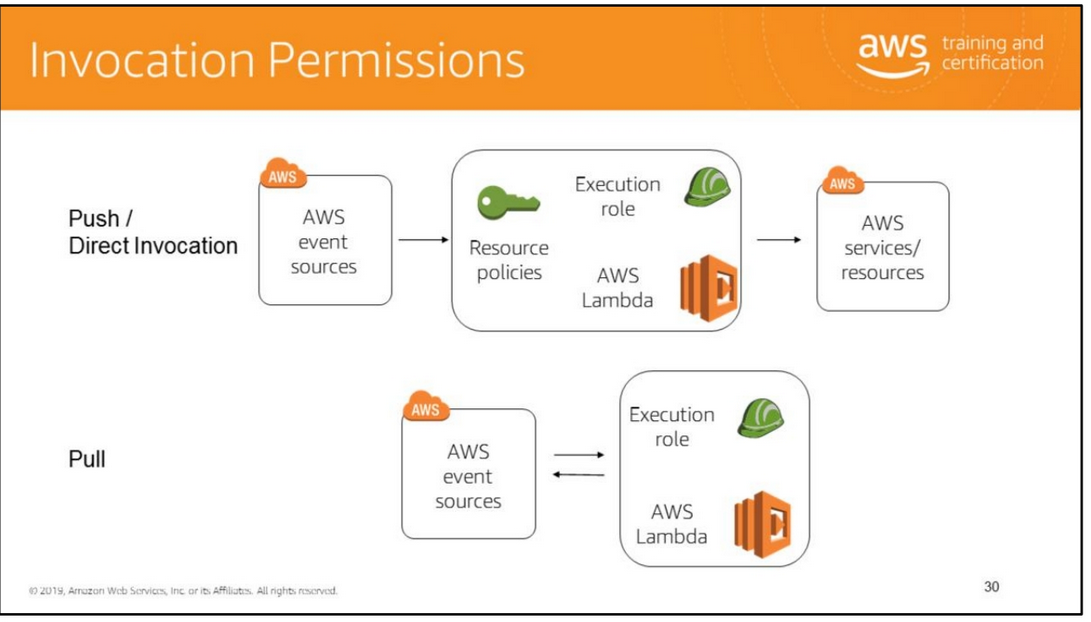 Invocation Permissions
aws training and
certification
Push /
Direct Invocation
AWS
AWS
event
sources
Resource
policies
Execution
role
AWS
Lambda
AWS
AWS
services/
resources
Pull
AWS
AWS
event
sources
Execution
role
AWS
Lambda
© 2019, Amazon Web Services, Inc. or its Affiliates. All rights reserved.
30